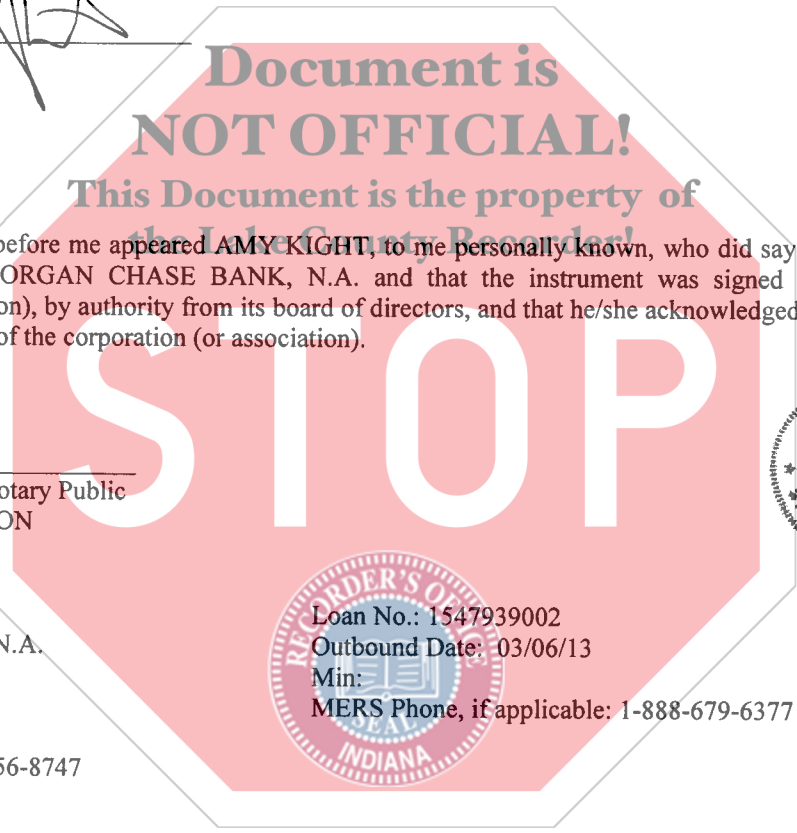 Document is
NOT OFFICIAL!
This Document is the property of
the Lake County Recorder!
before me appeared AMY KIGHT, to me personally known, who did say
ORGAN CHASE BANK, N.A. and that the instrument was signed
on), by authority from its board of directors, and that he/she acknowledged
of the corporation (or association).
STOP
otary Public
ON
RECORDER'S OFFICE
Loan No.: 1547939002
N.A.
Outbound Date: 03/06/13
Min:
MERS Phone, if applicable: 1-888-679-6377
SEAL
INDIANA
56-8747